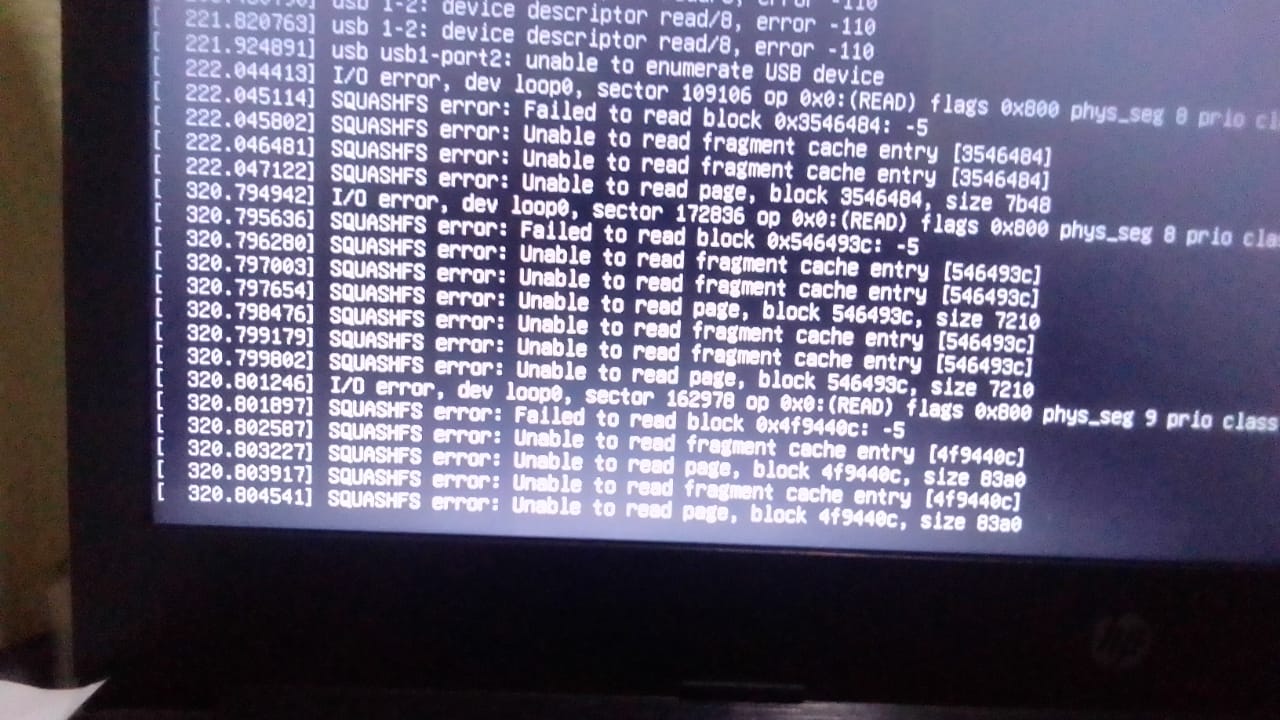 usb 1-2: device descriptor read/8, error -110
[ 221.820763] usb 1-2: device descriptor read/8, error -110
[ 221.924891] usb usb1-port2: unable to enumerate USB device
[ 222.044413] I/O error, dev loop0, sector 109106 op 0x0:(READ) flags 0x800 phys_seg 8 prio cl
[ 222.045114] SQUASHFS error: Failed to read block 0x3546484: -5
[ 222.045802] SQUASHFS error: Unable to read fragment cache entry [3546484]
[ 222.046481] SQUASHFS error: Unable to read fragment cache entry [3546484]
[ 222.047122] SQUASHFS error: Unable to read page, block 3546484, size 7b48
[ 320.794942] I/O error, dev loop0, sector 172836 op 0x0:(READ) flags 0x800 phys_seg 8 prio cla
[ 320.795636] SQUASHFS error: Failed to read block 0x546493c: -5
[ 320.796280] SQUASHFS error: Unable to read fragment cache entry [546493c]
[ 320.797003] SQUASHFS error: Unable to read fragment cache entry [546493c]
[ 320.797654] SQUASHFS error: Unable to read page, block 546493c, size 7210
[ 320.798476] SQUASHFS error: Unable to read fragment cache entry [546493c]
[ 320.799179] SQUASHFS error: Unable to read fragment cache entry [546493c]
[ 320.799802] SQUASHFS error: Unable to read page, block 546493c, size 7210
[ 320.801246] I/O error, dev loop0, sector 162978 op 0x0:(READ) flags 0x800 phys_seg 9 prio class
[ 320.801897] SQUASHFS error: Failed to read block 0x4f9440c: -5
[ 320.802587] SQUASHFS error: Unable to read fragment cache entry [4f9440c]
[ 320.803227] SQUASHFS error: Unable to read page, block 4f9440c, size 83a0
[ 320.803917] SQUASHFS error: Unable to read fragment cache entry [4f9440c]
[ 320.804541] SQUASHFS error: Unable to read page, block 4f9440c, size 83a0
hp